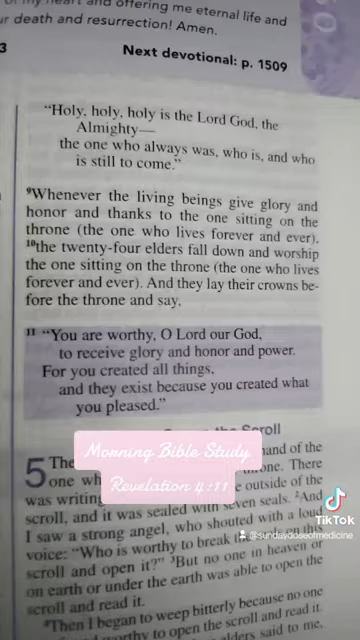 my heart and offering me eternal life and
ur death and resurrection! Amen.
3
Next devotional: p. 1509
“Holy, holy, holy is the Lord God, the
Almighty—
the one who always was, who is, and who
is still to come.”
9Whenever the living beings give glory and
honor and thanks to the one sitting on the
throne (the one who lives forever and ever),
10the twenty-four elders fall down and worship
the one sitting on the throne (the one who lives
forever and ever). And they lay their crowns be-
fore the throne and say,
11 “You are worthy, O Lord our God,
to receive glory and honor and power.
For you created all things,
and they exist because you created what
you pleased.”
Scroll
Morning Bible Study
Revelation 4:11
5 The hand of the
one wh throne. There
was writing e outside of the
scroll, and it was sealed with seven seals. 2And
I saw a strong angel, who shouted with a loud
voice: “Who is worthy to break the on this
scroll and open it?” 3But no one in heaven or
on earth or under the earth was able to open the
scroll and read it.
4Then I began to weep bitterly because no one
worthy to open the scroll and read it.
elders said to me,
TikTok
@sundaydoseofmedicine